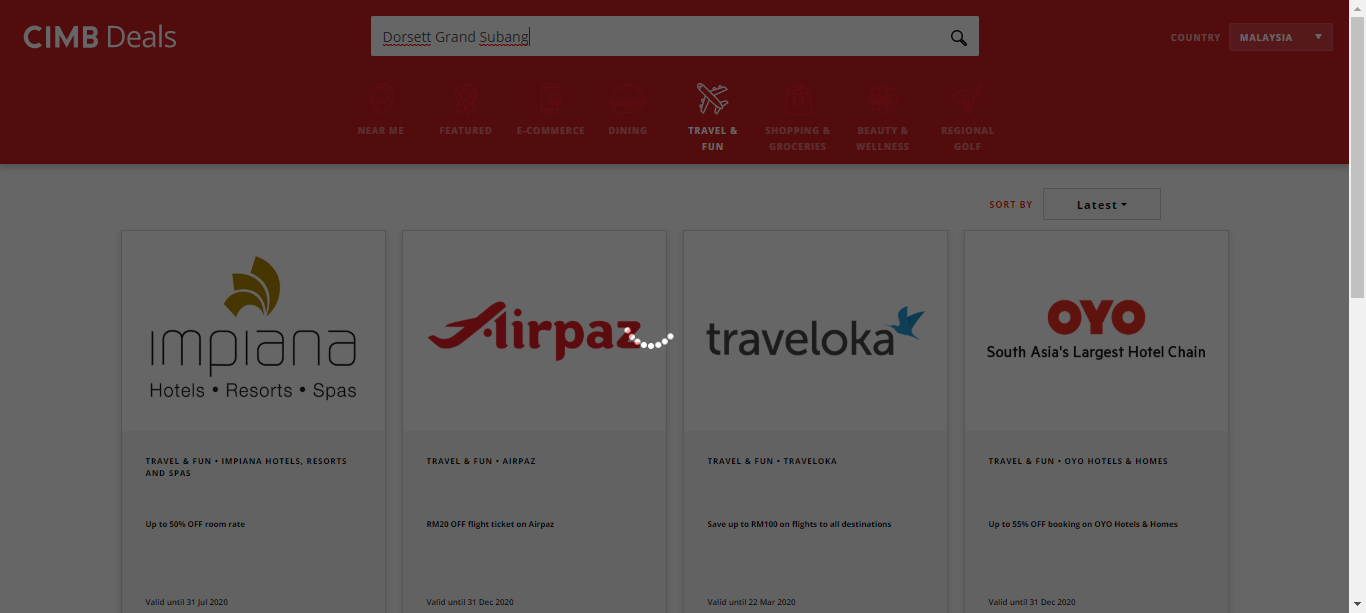 CIMB Deals
Dorsett Grand Subang
COUNTRY
MALAYSIA
NEAR ME
FEATURED
E-COMMERCE
DINING
TRAVEL &
FUN
SHOPPING &
GROCERIES
BEAUTY &
WELLNESS
REGIONAL
GOLF
SORT BY
Latest
impiana
Hotels • Resorts • Spas
Airpaz
traveloka
OYO
South Asia's Largest Hotel Chain
TRAVEL & FUN • IMPIANA HOTELS, RESORTS
AND SPAS
Up to 50% OFF room rate
Valid until 31 Jul 2020
TRAVEL & FUN • AIRPAZ
RM20 OFF flight ticket on Airpaz
Valid until 31 Dec 2020
TRAVEL & FUN • TRAVELOKA
Save up to RM100 on flights to all destinations
Valid until 22 Mar 2020
TRAVEL & FUN • OYO HOTELS & HOMES
Up to 55% OFF booking on OYO Hotels & Homes
Valid until 31 Dec 2020